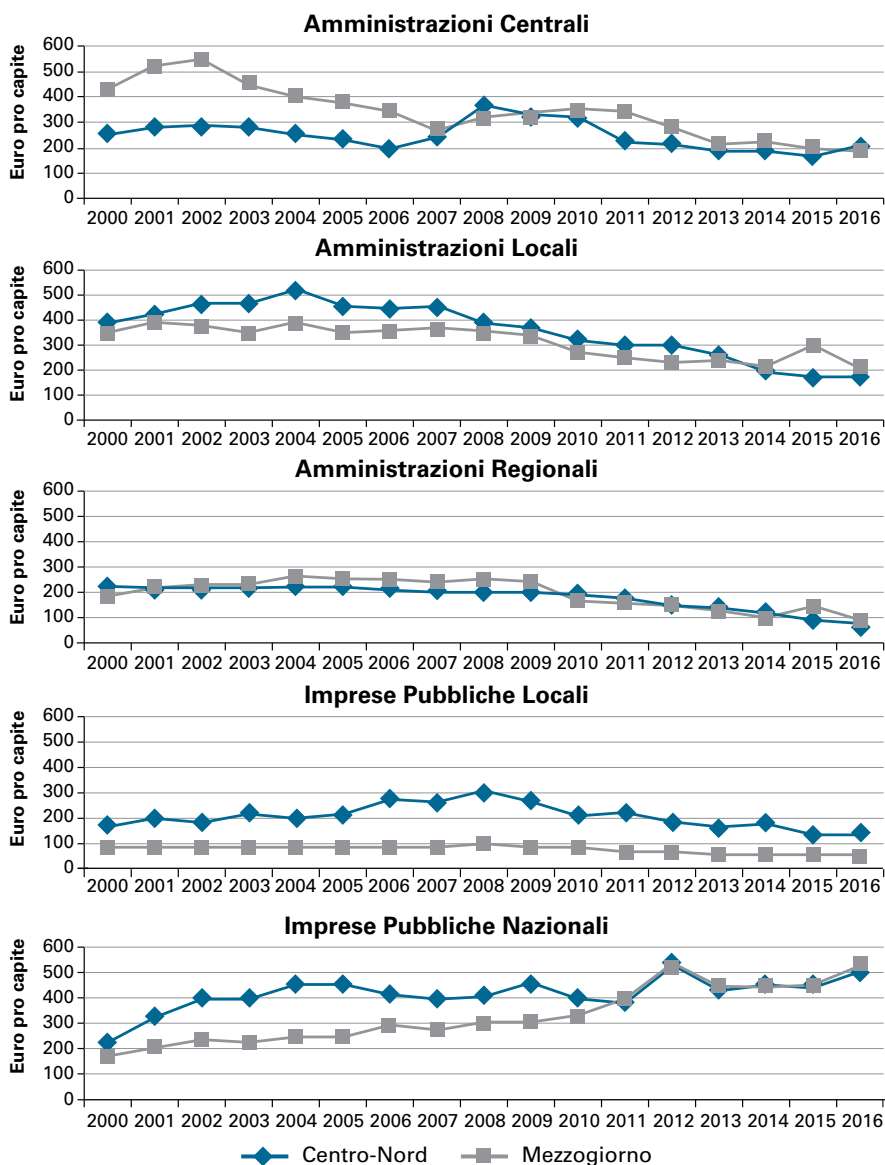 Amministrazioni Centrali
Euro pro capite
600
500
400
300
200
100
0
2000 2001 2002 2003 2004 2005 2006 2007 2008 2009 2010 2011 2012 2013 2014 2015 2016
Amministrazioni Locali
Euro pro capite
600
500
400
300
200
100
0
2000 2001 2002 2003 2004 2005 2006 2007 2008 2009 2010 2011 2012 2013 2014 2015 2016
Amministrazioni Regionali
Euro pro capite
600
500
400
300
200
100
0
2000 2001 2002 2003 2004 2005 2006 2007 2008 2009 2010 2011 2012 2013 2014 2015 2016
Imprese Pubbliche Locali
Euro pro capite
600
500
400
300
200
100
0
2000 2001 2002 2003 2004 2005 2006 2007 2008 2009 2010 2011 2012 2013 2014 2015 2016
Imprese Pubbliche Nazionali
Euro pro capite
600
500
400
300
200
100
0
2000 2001 2002 2003 2004 2005 2006 2007 2008 2009 2010 2011 2012 2013 2014 2015 2016
Centro-Nord Mezzogiorno